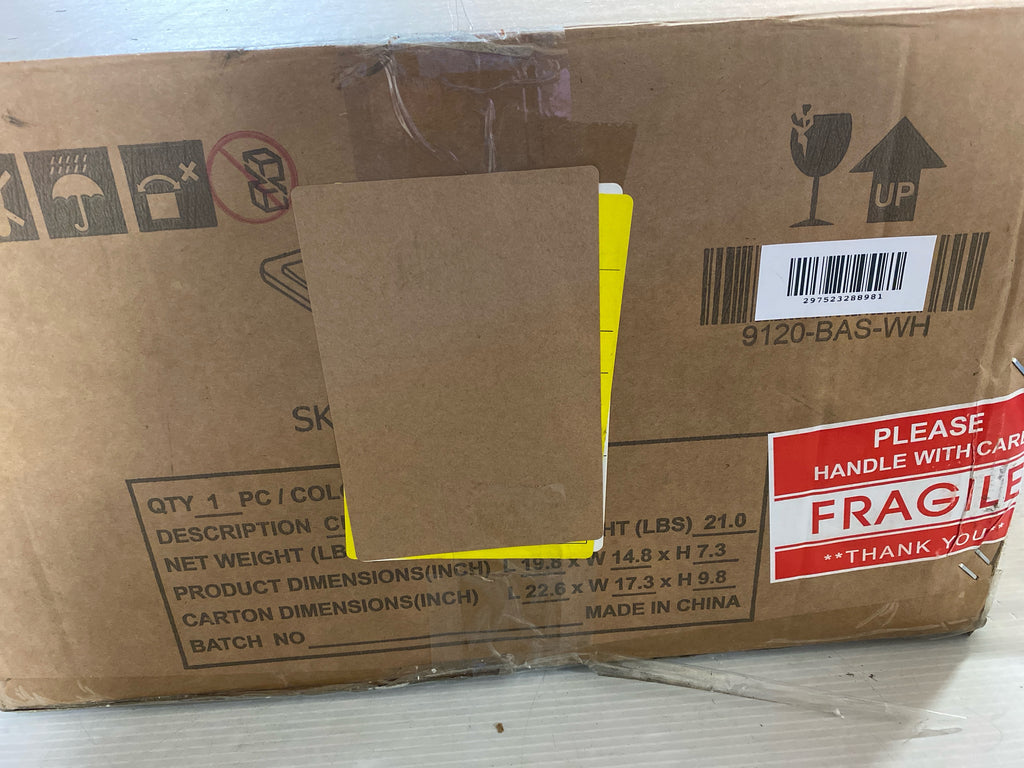 UP
297523288981
9120-BAS-WH
SK
PLEASE
HANDLE WITH CARE
FRAGILE
**THANK YOU**
QTY 1 PC / COLO
DESCRIPTION HT (LBS) 21.0
NET WEIGHT (LB
PRODUCT DIMENSIONS(INCH) L 19.8 x W 14.8 x H 7.3
CARTON DIMENSIONS(INCH) L 22.6 x W 17.3 x H 9.8
BATCH NO MADE IN CHINA